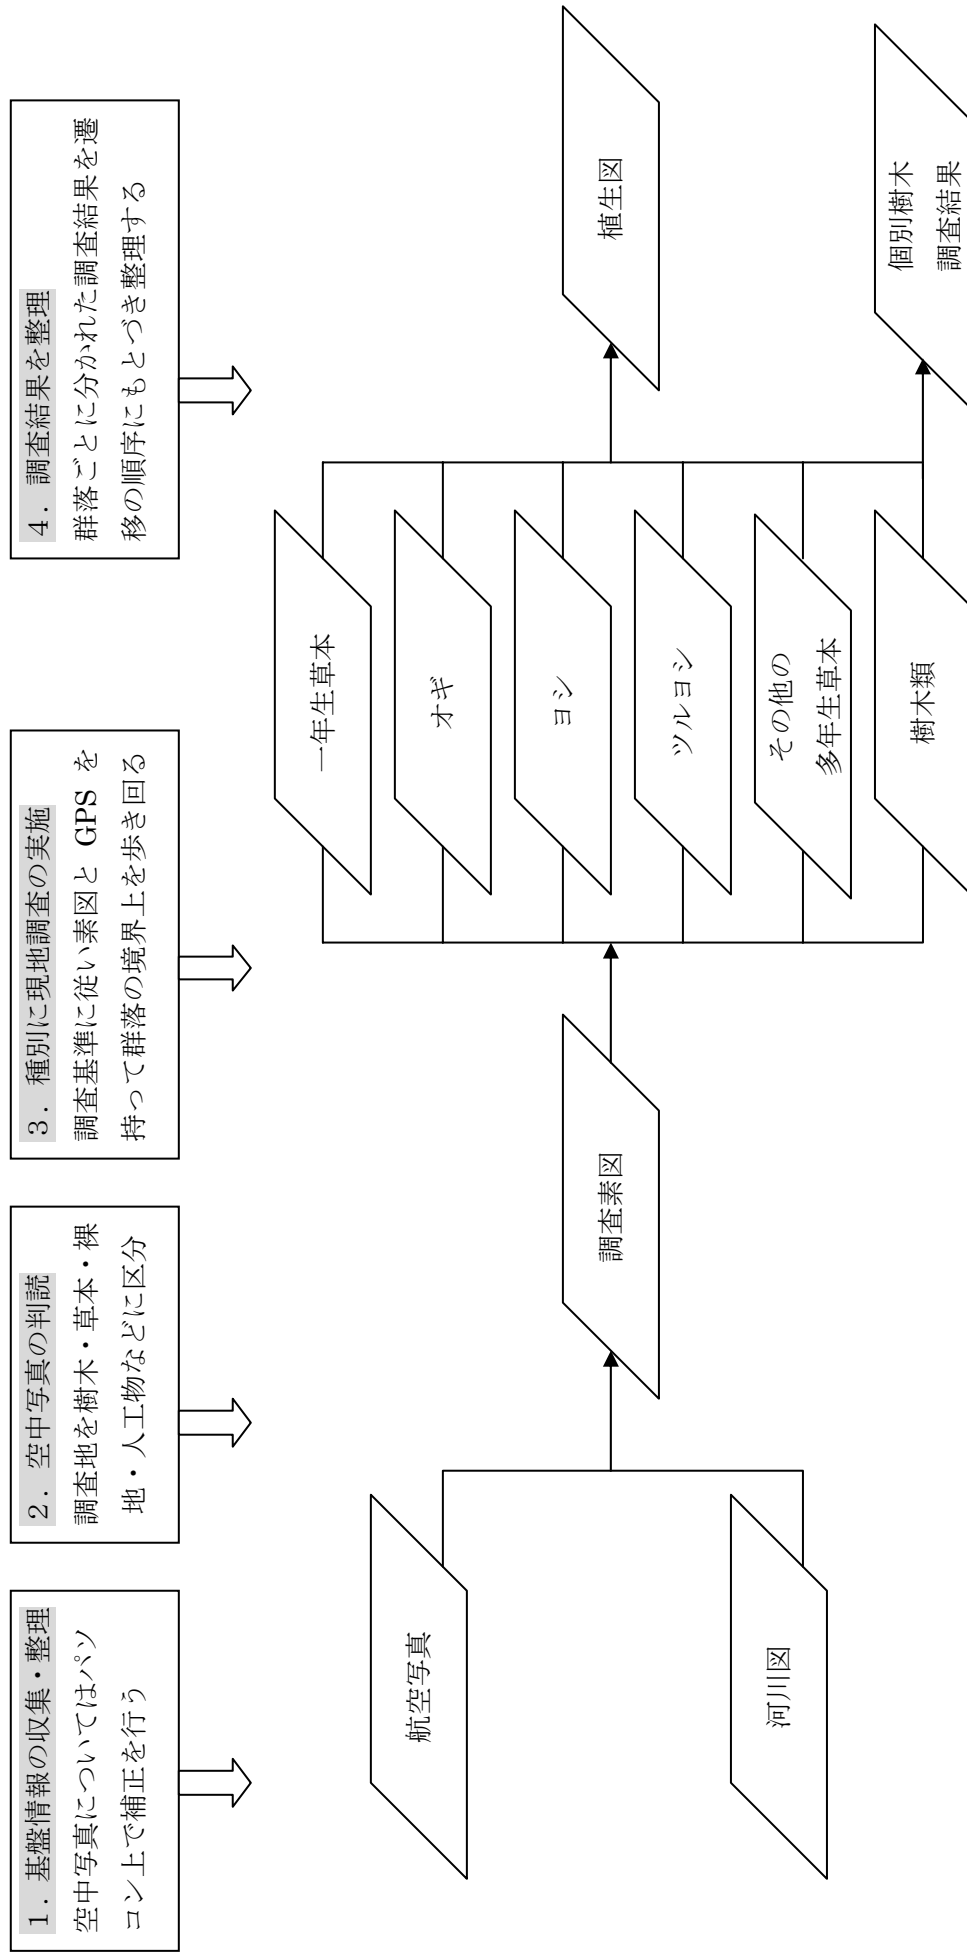 1．基盤情報の収集・整理
空中写真についてはパソ
コン上で補正を行う
2．空中写真の判読
調査地を樹木・草本・裸
地・人工物などに区分
3．種別に現地調査の実施
調査基準に従い素図と GPS を
持って群落の境界上を歩き回る
4．調査結果を整理
群落ごとに分かれた調査結果を遷
移の順序にもとづき整理する
航空写真
河川図
調査素図
一年生草本
オギ
ヨシ
ツルヨシ
その他の
多年生草本
樹木類
植生図
個別樹木
調査結果